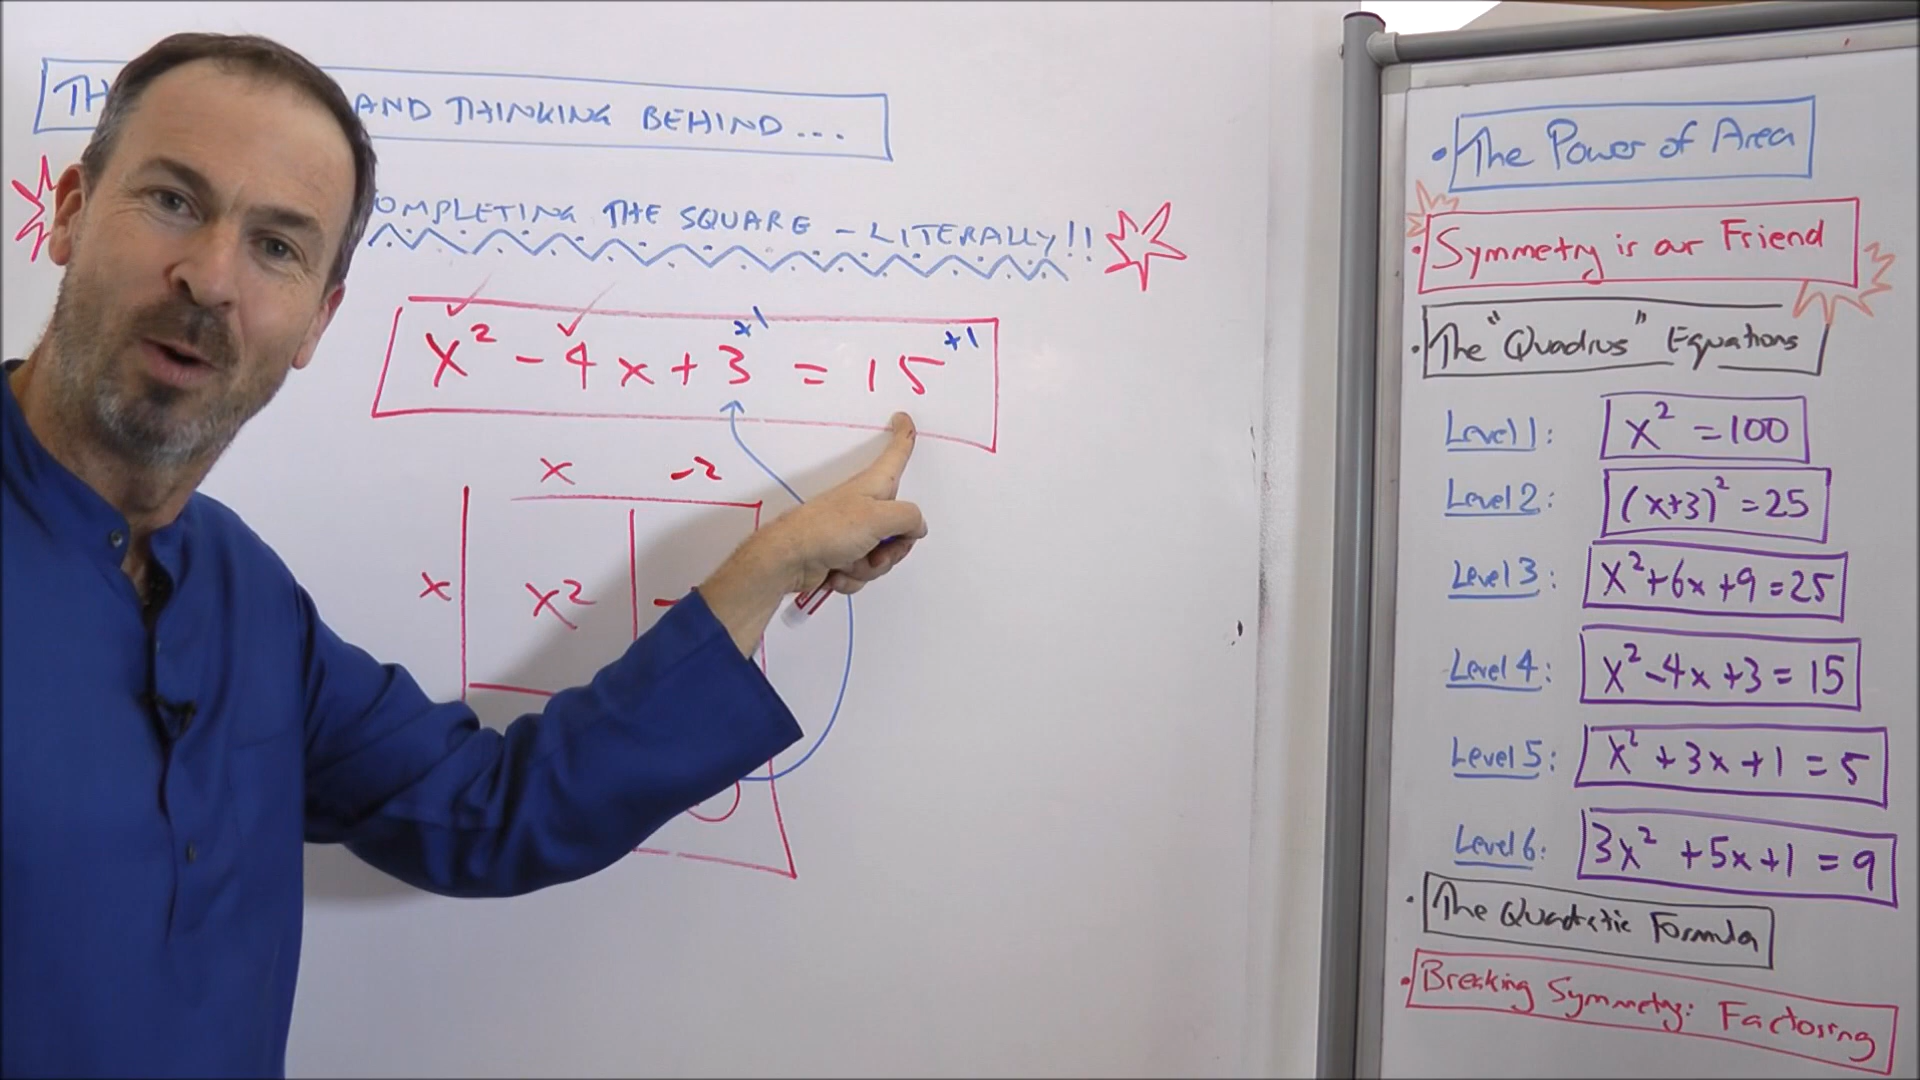 TH AND THINKING BEHIND...
OMPLETING THE SQUARE - LITERALLY!!
x² - 4x + 3 +1 = 15 +1
x -2
x x² -
• The Power of Area
• Symmetry is our Friend
• The "Quadrus" Equations
Level 1: x² = 100
Level 2: (x+3)² = 25
Level 3: x² + 6x + 9 = 25
Level 4: x² - 4x + 3 = 15
Level 5: x² + 3x + 1 = 5
Level 6: 3x² + 5x + 1 = 9
• The Quadratic Formula
• Breaking Symmetry: Factoring